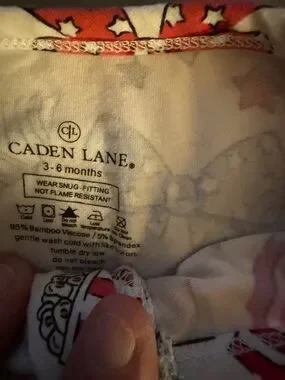 CJL
CADEN LANE®
3-6 months
WEAR SNUG-FITTING
NOT FLAME RESISTANT
95% Bamboo Viscose / 5% Spandex
gentle wash cold with like colors
tumble dry low
do not bleach